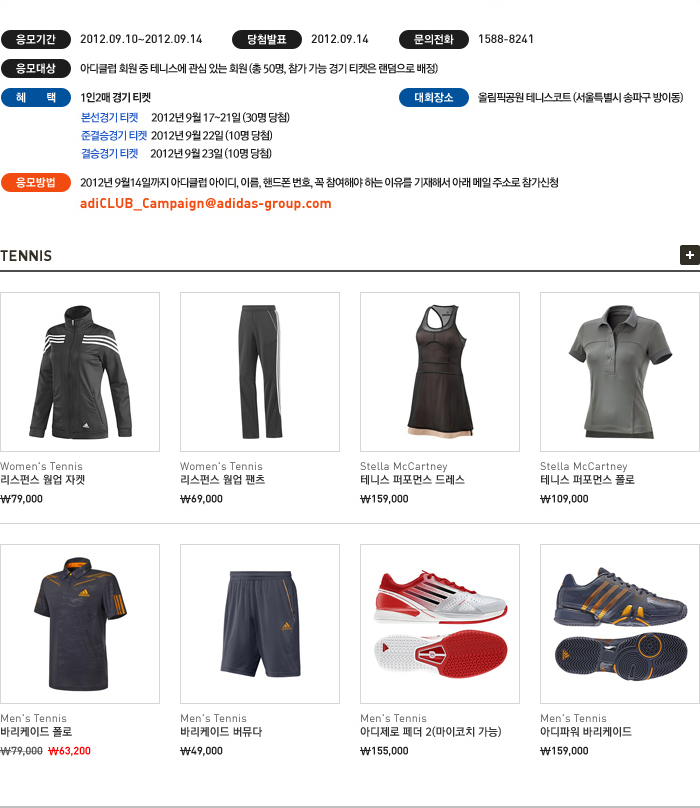 응모기간 2012.09.10~2012.09.14 당첨발표 2012.09.14 문의전화 1588-8241
응모대상 아디클럽 회원 중 테니스에 관심 있는 회원 (총 50명, 참가 가능 경기 티켓은 랜덤으로 배정)
혜 택 1인2매 경기 티켓 대회장소 올림픽공원 테니스코트 (서울특별시 송파구 방이동)
본선경기 티켓 2012년 9월 17~21일 (30명 당첨)
준결승경기 티켓 2012년 9월 22일 (10명 당첨)
결승경기 티켓 2012년 9월 23일 (10명 당첨)
응모방법 2012년 9월14일까지 아디클럽 아이디, 이름, 핸드폰 번호, 꼭 참여해야 하는 이유를 기재해서 아래 메일 주소로 참가신청
adiCLUB_Campaign@adidas-group.com
TENNIS +
Women's Tennis Women's Tennis Stella McCartney Stella McCartney
리스펀스 웜업 자켓 리스펀스 웜업 팬츠 테니스 퍼포먼스 드레스 테니스 퍼포먼스 폴로
₩79,000 ₩69,000 ₩159,000 ₩109,000
Men's Tennis Men's Tennis Men's Tennis Men's Tennis
바리케이드 폴로 바리케이드 버뮤다 아디제로 페더 2(마이코치 가능) 아디파워 바리케이드
₩79,000 ₩63,200 ₩49,000 ₩155,000 ₩159,000